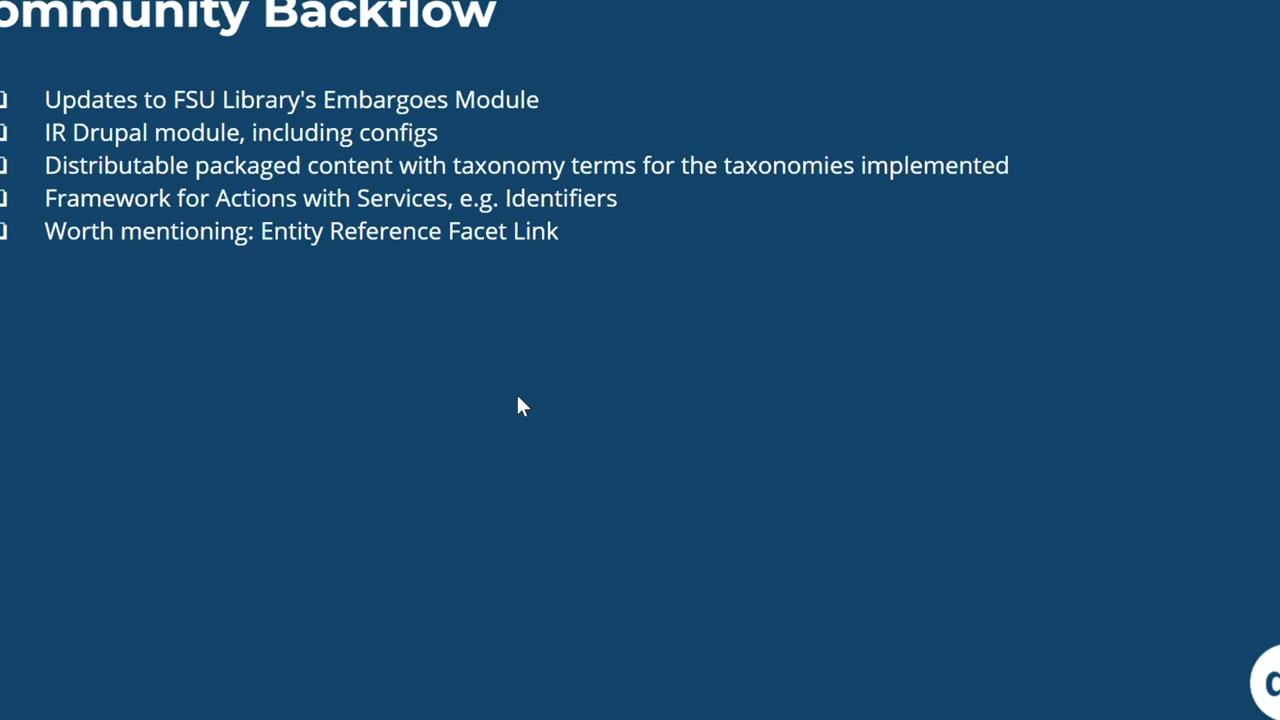 ommunity Backflow
Updates to FSU Library's Embargoes Module
IR Drupal module, including configs
Distributable packaged content with taxonomy terms for the taxonomies implemented
Framework for Actions with Services, e.g. Identifiers
Worth mentioning: Entity Reference Facet Link